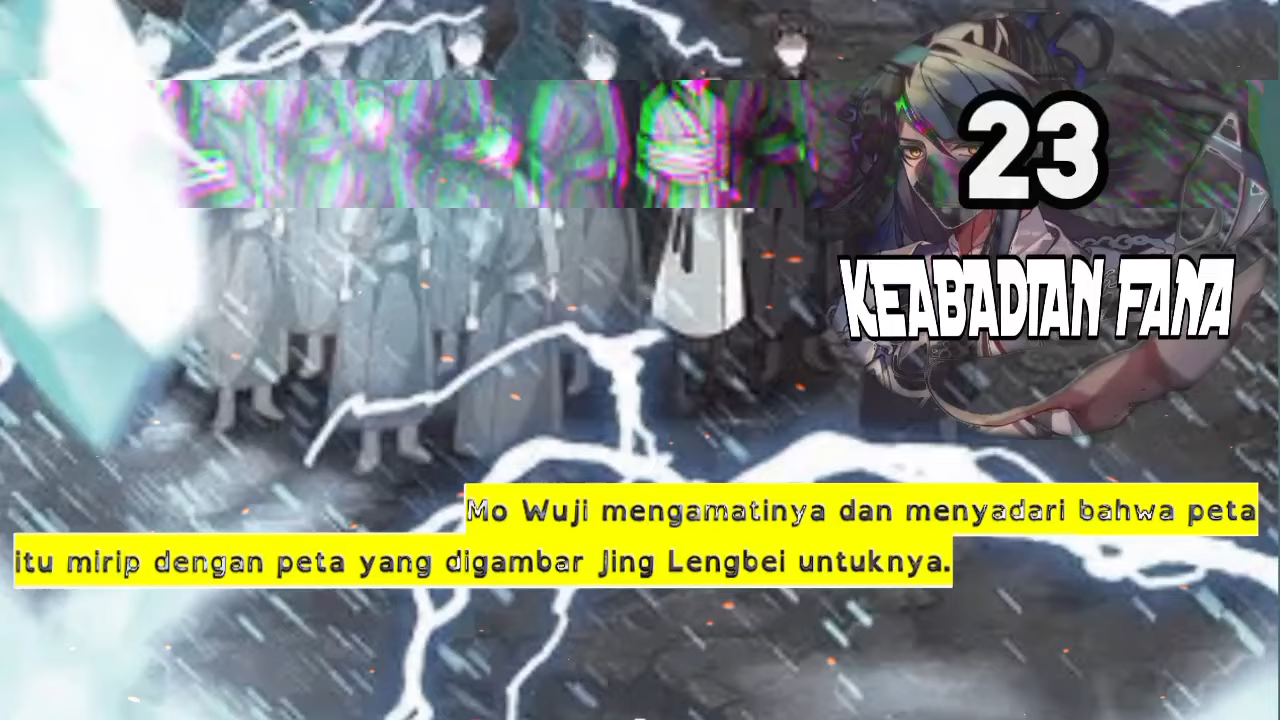 23
KEABADIAN FANA
Mo Wuji mengamatinya dan menyadari bahwa peta
itu mirip dengan peta yang digambar Jing Lengbei untuknya.